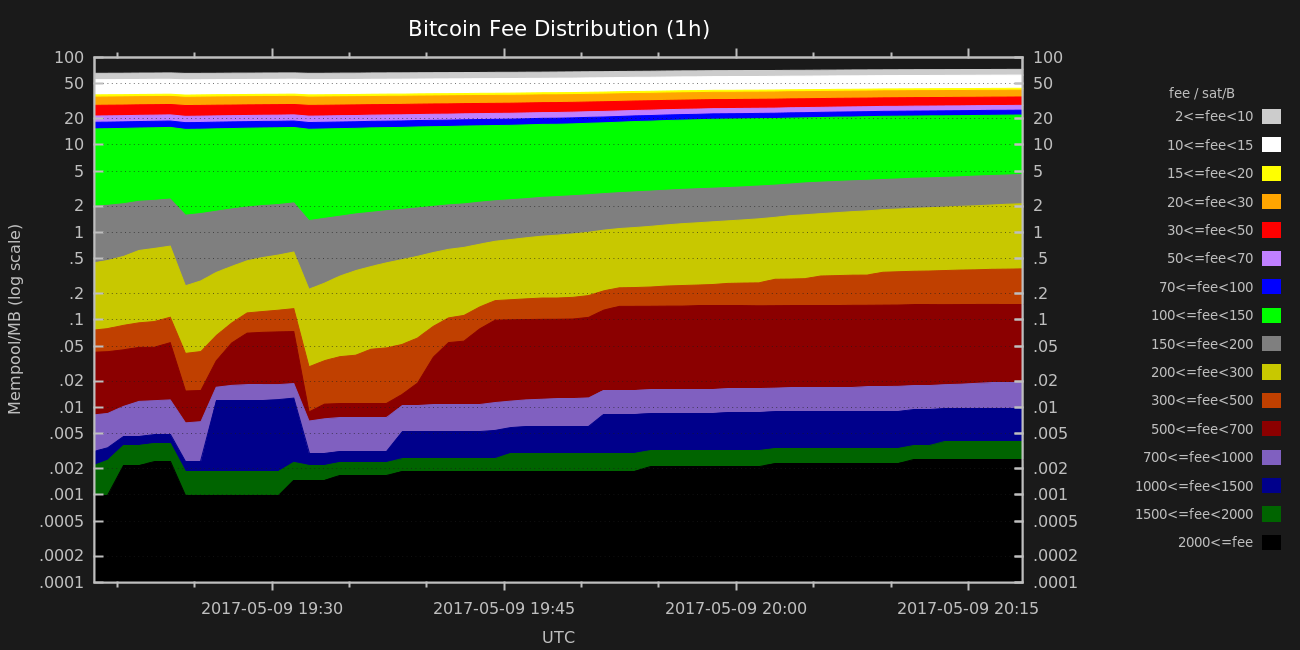 Bitcoin Fee Distribution (1h)
Mempool/MB (log scale)
100
50
20
10
5
2
1
.5
.2
.1
.05
.02
.01
.005
.002
.001
.0005
.0002
.0001
100
50
20
10
5
2
1
.5
.2
.1
.05
.02
.01
.005
.002
.001
.0005
.0002
.0001
2017-05-09 19:30
2017-05-09 19:45
2017-05-09 20:00
2017-05-09 20:15
UTC
fee / sat/B
2<=fee<10
10<=fee<15
15<=fee<20
20<=fee<30
30<=fee<50
50<=fee<70
70<=fee<100
100<=fee<150
150<=fee<200
200<=fee<300
300<=fee<500
500<=fee<700
700<=fee<1000
1000<=fee<1500
1500<=fee<2000
2000<=fee